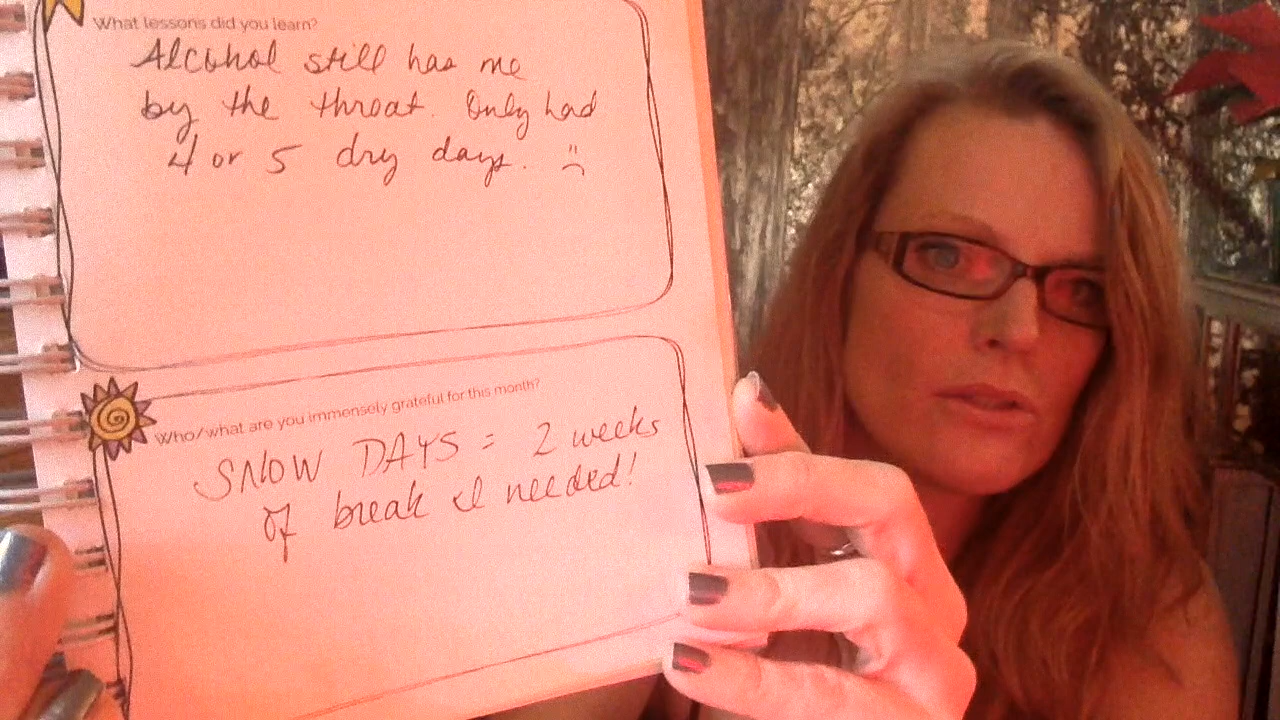 What lessons did you learn?
Alcohol still has me
by the throat. Only had
4 or 5 dry days. :(
Who/what are you immensely grateful for this month?
SNOW DAYS = 2 weeks
of break I needed!